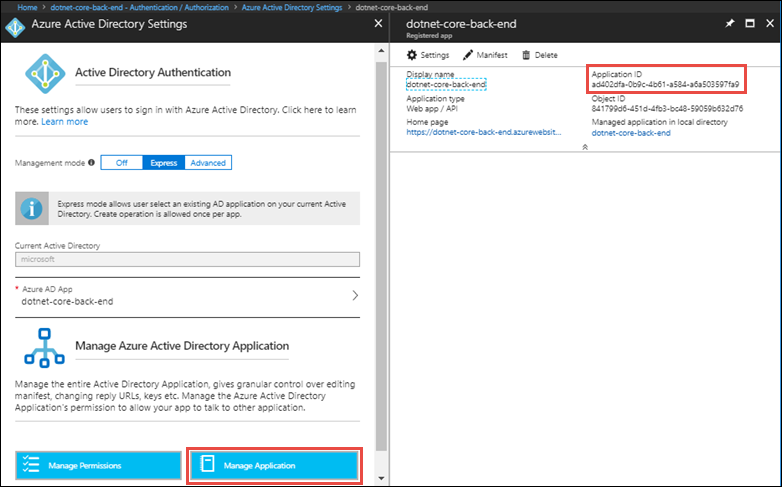 Home > dotnet-core-back-end - Authentication / Authorization > Azure Active Directory Settings > dotnet-core-back-end
Azure Active Directory Settings
Active Directory Authentication
These settings allow users to sign in with Azure Active Directory. Click here to learn
more. Learn more
Management mode
Off
Express
Advanced
Express mode allows user select an existing AD application on your current Active
Directory. Create operation is allowed once per app.
Current Active Directory
microsoft
* Azure AD App
dotnet-core-back-end
Manage Azure Active Directory Application
Manage the entire Active Directory Application, gives granular control over editing
manifest, changing reply URLs, keys etc. Manage the Azure Active Directory
Application's permission to allow your app to talk to other application.
Manage Permissions
Manage Application
dotnet-core-back-end
Registered app
Settings
Manifest
Delete
Display name
dotnet-core-back-end
Application type
Web app / API
Home page
https://dotnet-core-back-end.azurewebsit...
Application ID
ad402dfa-0b9c-4b61-a584-a6a503597fa9
Object ID
841799d6-451d-4fb3-bc48-59059b632d76
Managed application in local directory
dotnet-core-back-end